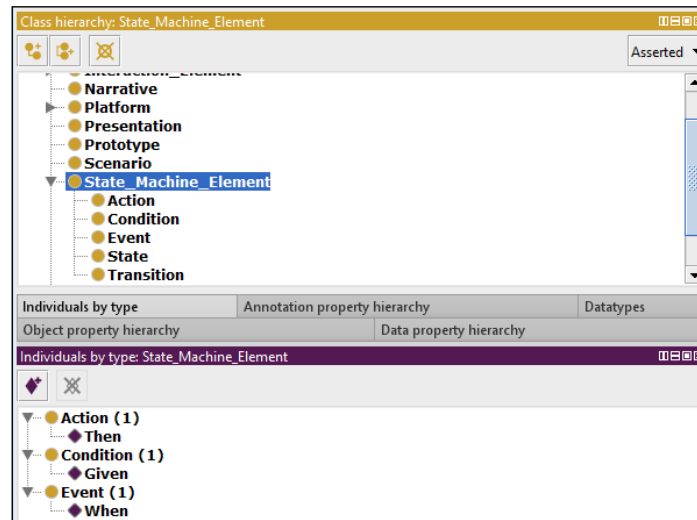 Class hierarchy: State_Machine_Element
Asserted
Interaction_Element
Narrative
Platform
Presentation
Prototype
Scenario
State_Machine_Element
Action
Condition
Event
State
Transition
Individuals by type Annotation property hierarchy Datatypes
Object property hierarchy Data property hierarchy
Individuals by type: State_Machine_Element
Action (1)
Then
Condition (1)
Given
Event (1)
When